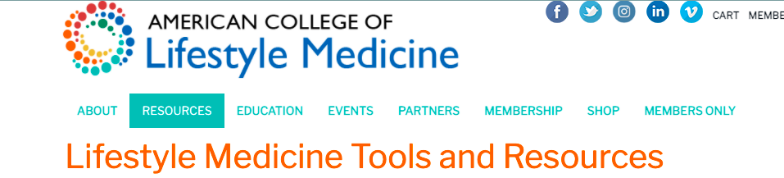 AMERICAN COLLEGE OF
Lifestyle Medicine
CART
ABOUT RESOURCES EDUCATION EVENTS PARTNERS MEMBERSHIP SHOP MEMBERS ONLY
Lifestyle Medicine Tools and Resources